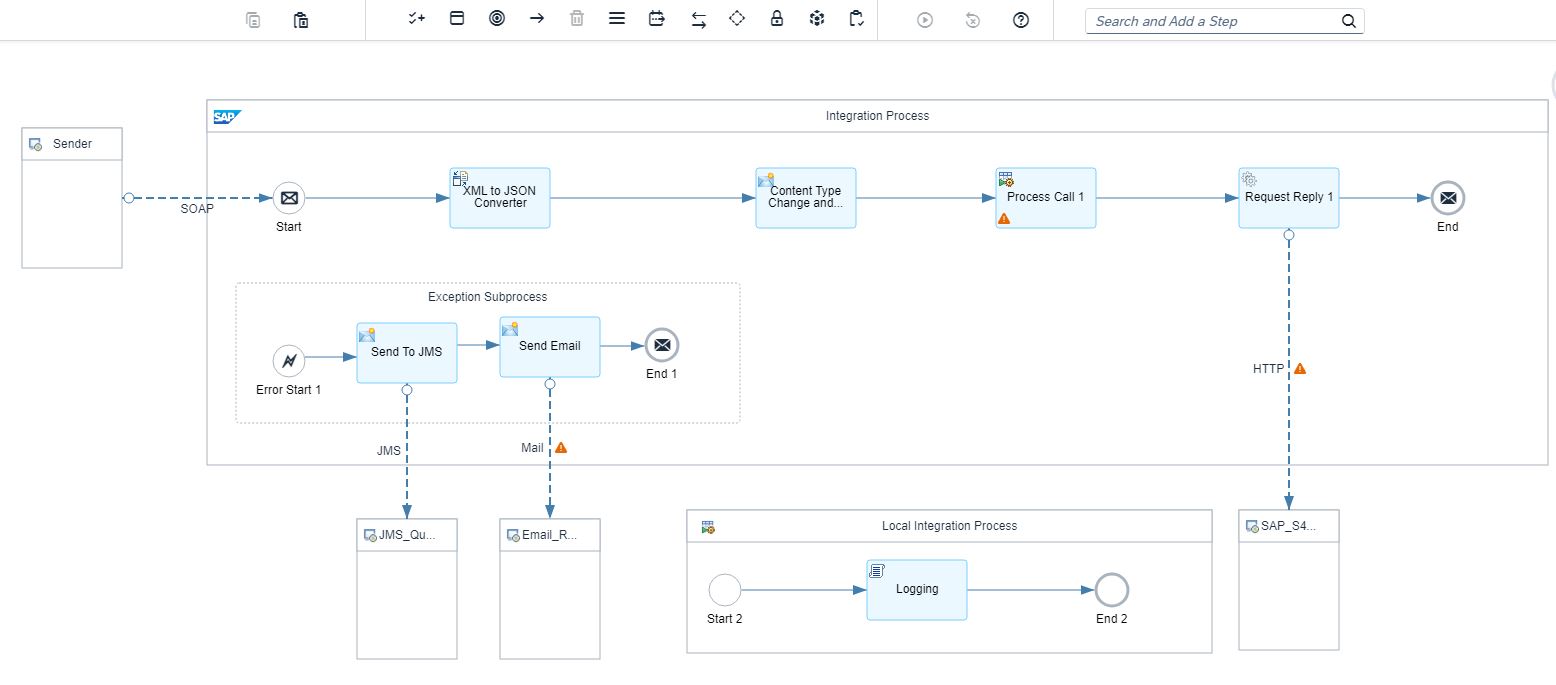 Search and Add a Step
SAP
Integration Process
Sender
SOAP
Start
XML to JSON
Converter
Content Type
Change and...
Process Call 1
Request Reply 1
End
Exception Subprocess
Error Start 1
Send To JMS
Send Email
End 1
HTTP
JMS
Mail
JMS_Qu...
Email_R...
Local Integration Process
SAP_S4...
Start 2
Logging
End 2